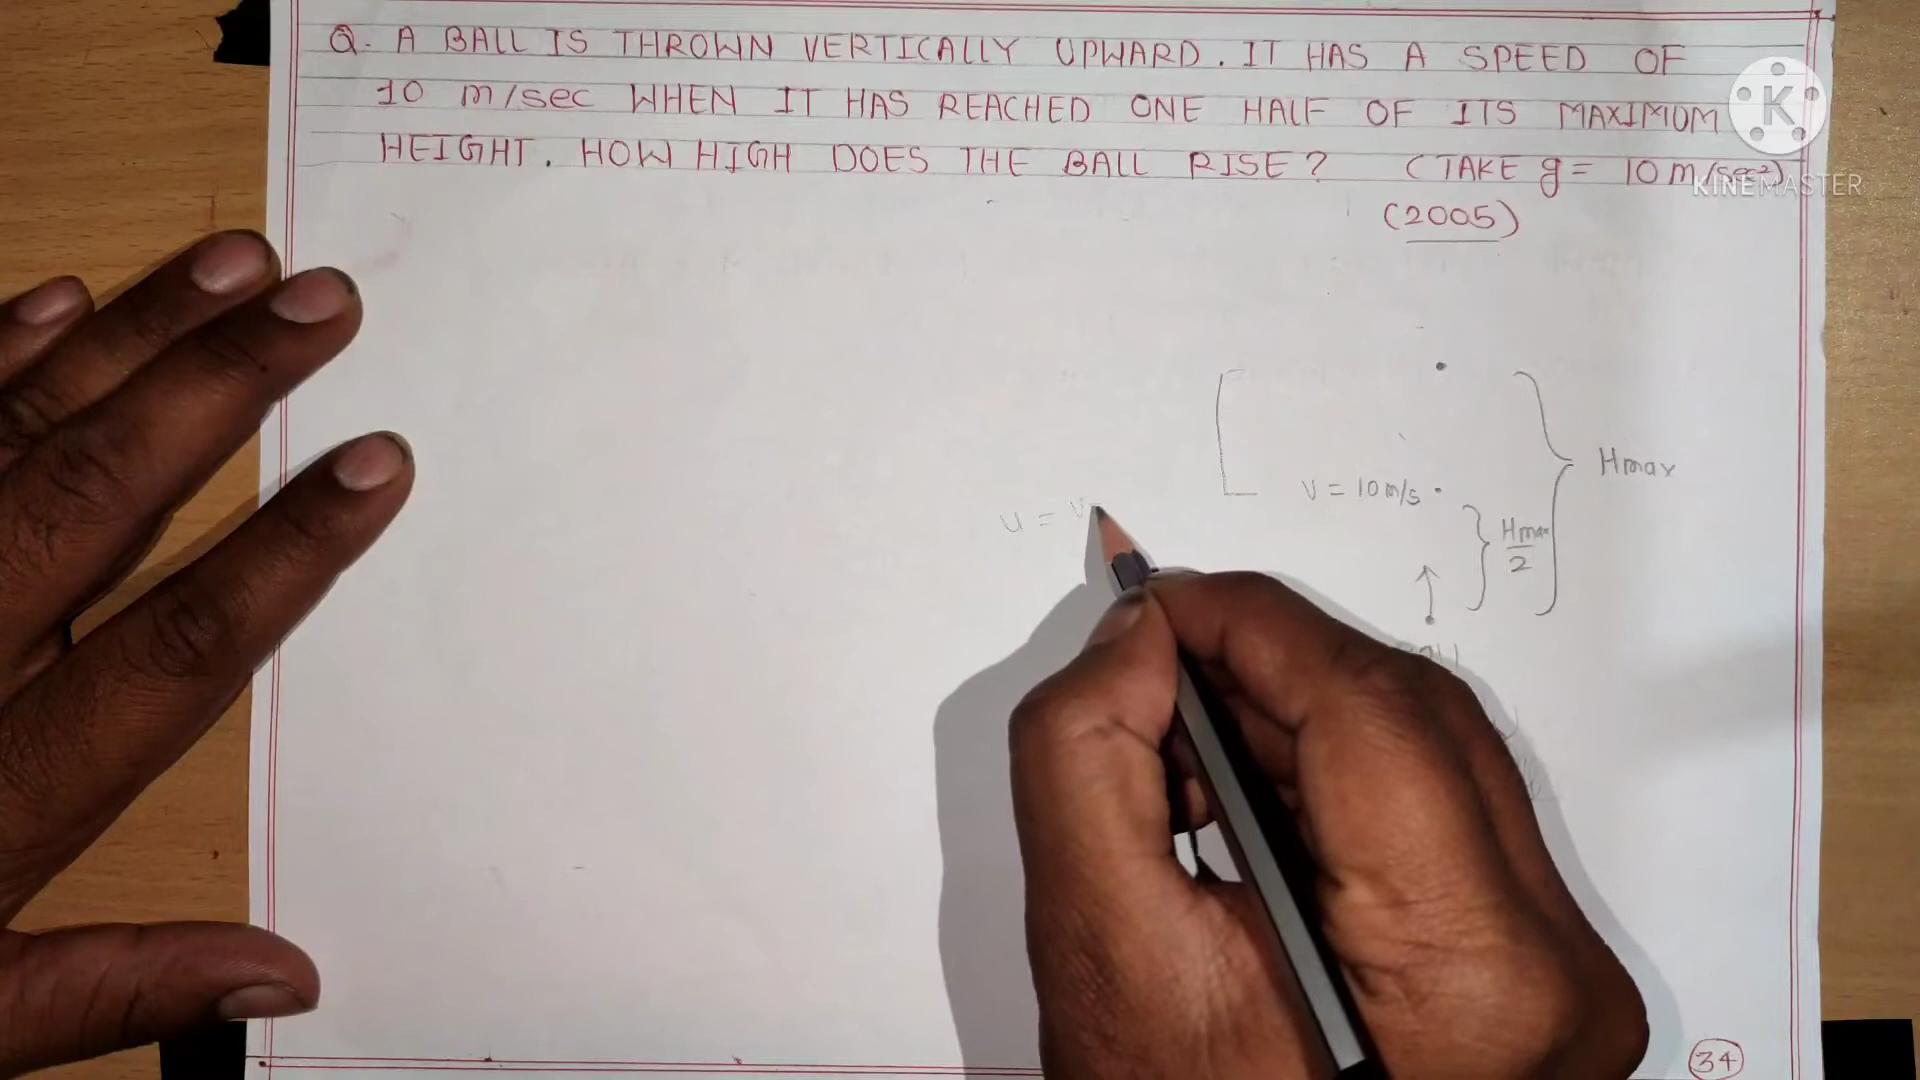 Q. A BALL IS THROWN VERTICALLY UPWARD. IT HAS A SPEED OF
10 m/sec WHEN IT HAS REACHED ONE HALF OF ITS MAXIMUM
HEIGHT. HOW HIGH DOES THE BALL RISE? (TAKE g = 10 m/sec²)
(2005)
K
KINEMASTER
Hmax
V = 10 m/s
u = v
Hmax
2
34